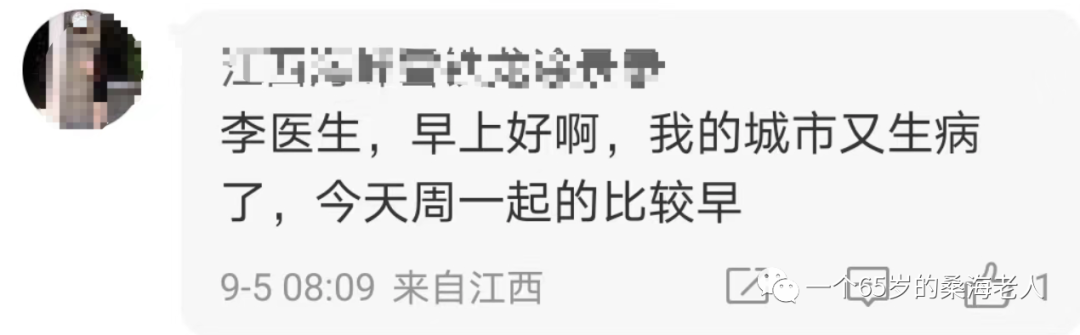 李医生，早上好啊，我的城市又生病
了，今天周一起的比较早
9-5 08:09 来自江西
1
一个65岁的桑海老人